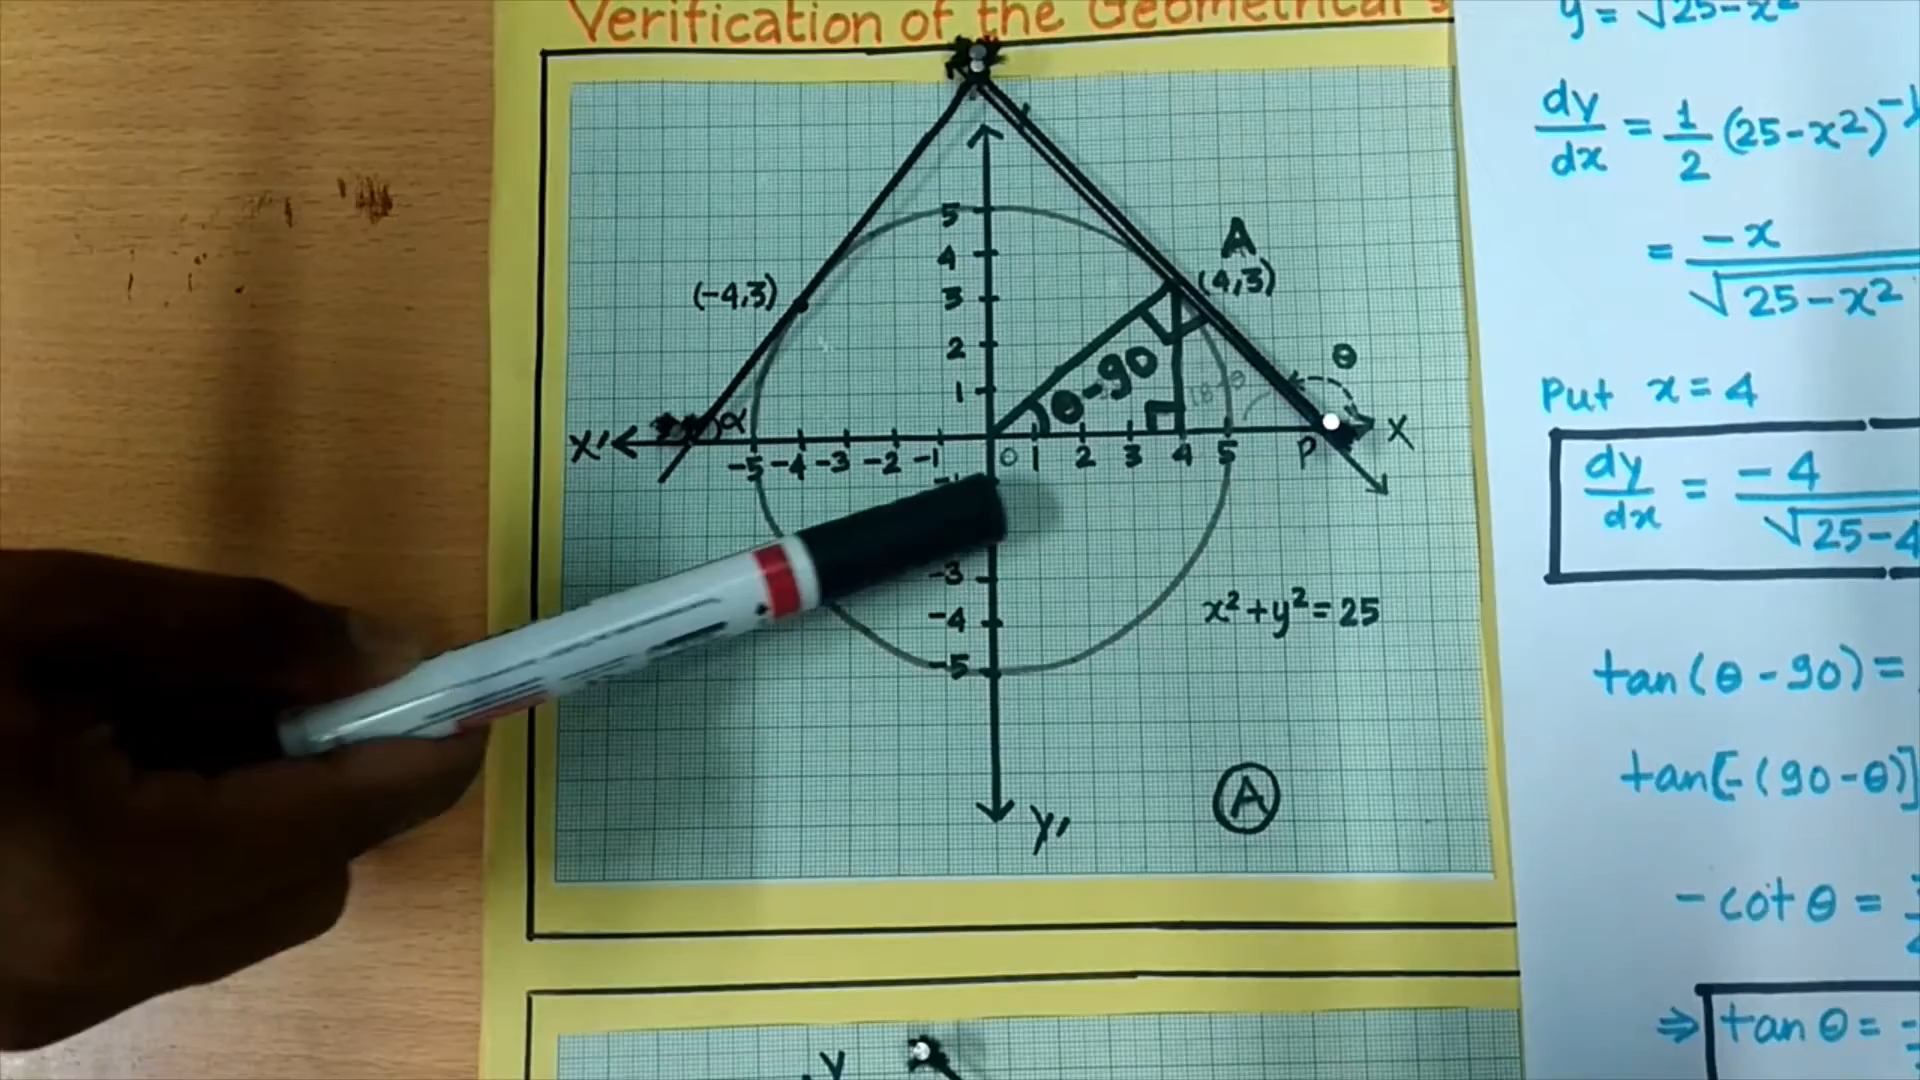 Verification of the Geometrical s
5
A
4
(4,3)
(-4,3)
3
θ
2
1
θ-90
α
X'
X
-5 -4 -3 -2 -1 0 1 2 3 4 5 P
-3
x²+y²=25
-4
-5
A
y'
y
y = √25-x²
dy/dx = 1/2 (25-x²)
= -x/√25-x²
Put x = 4
dy/dx = -4/√25-4
tan(θ-90) =
tan[-(90-θ)]
-cot θ =
⇒ tan θ = -